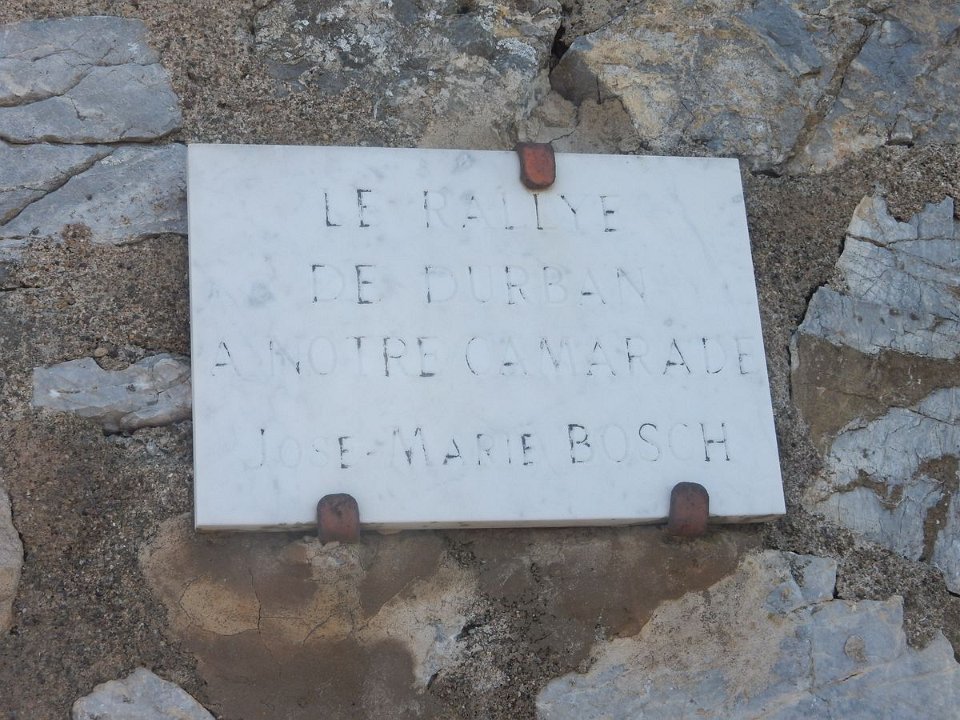 LE RALLYE
DE DURBAN
A NOTRE CAMARADE
JOSE-MARIE BOSCH